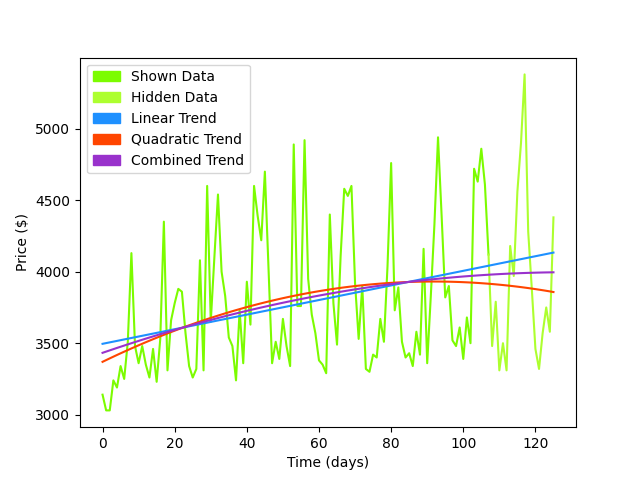 Shown Data
Hidden Data
Linear Trend
Quadratic Trend
Combined Trend
5000
4500
4000
3500
3000
Price ($)
0 20 40 60 80 100 120
Time (days)